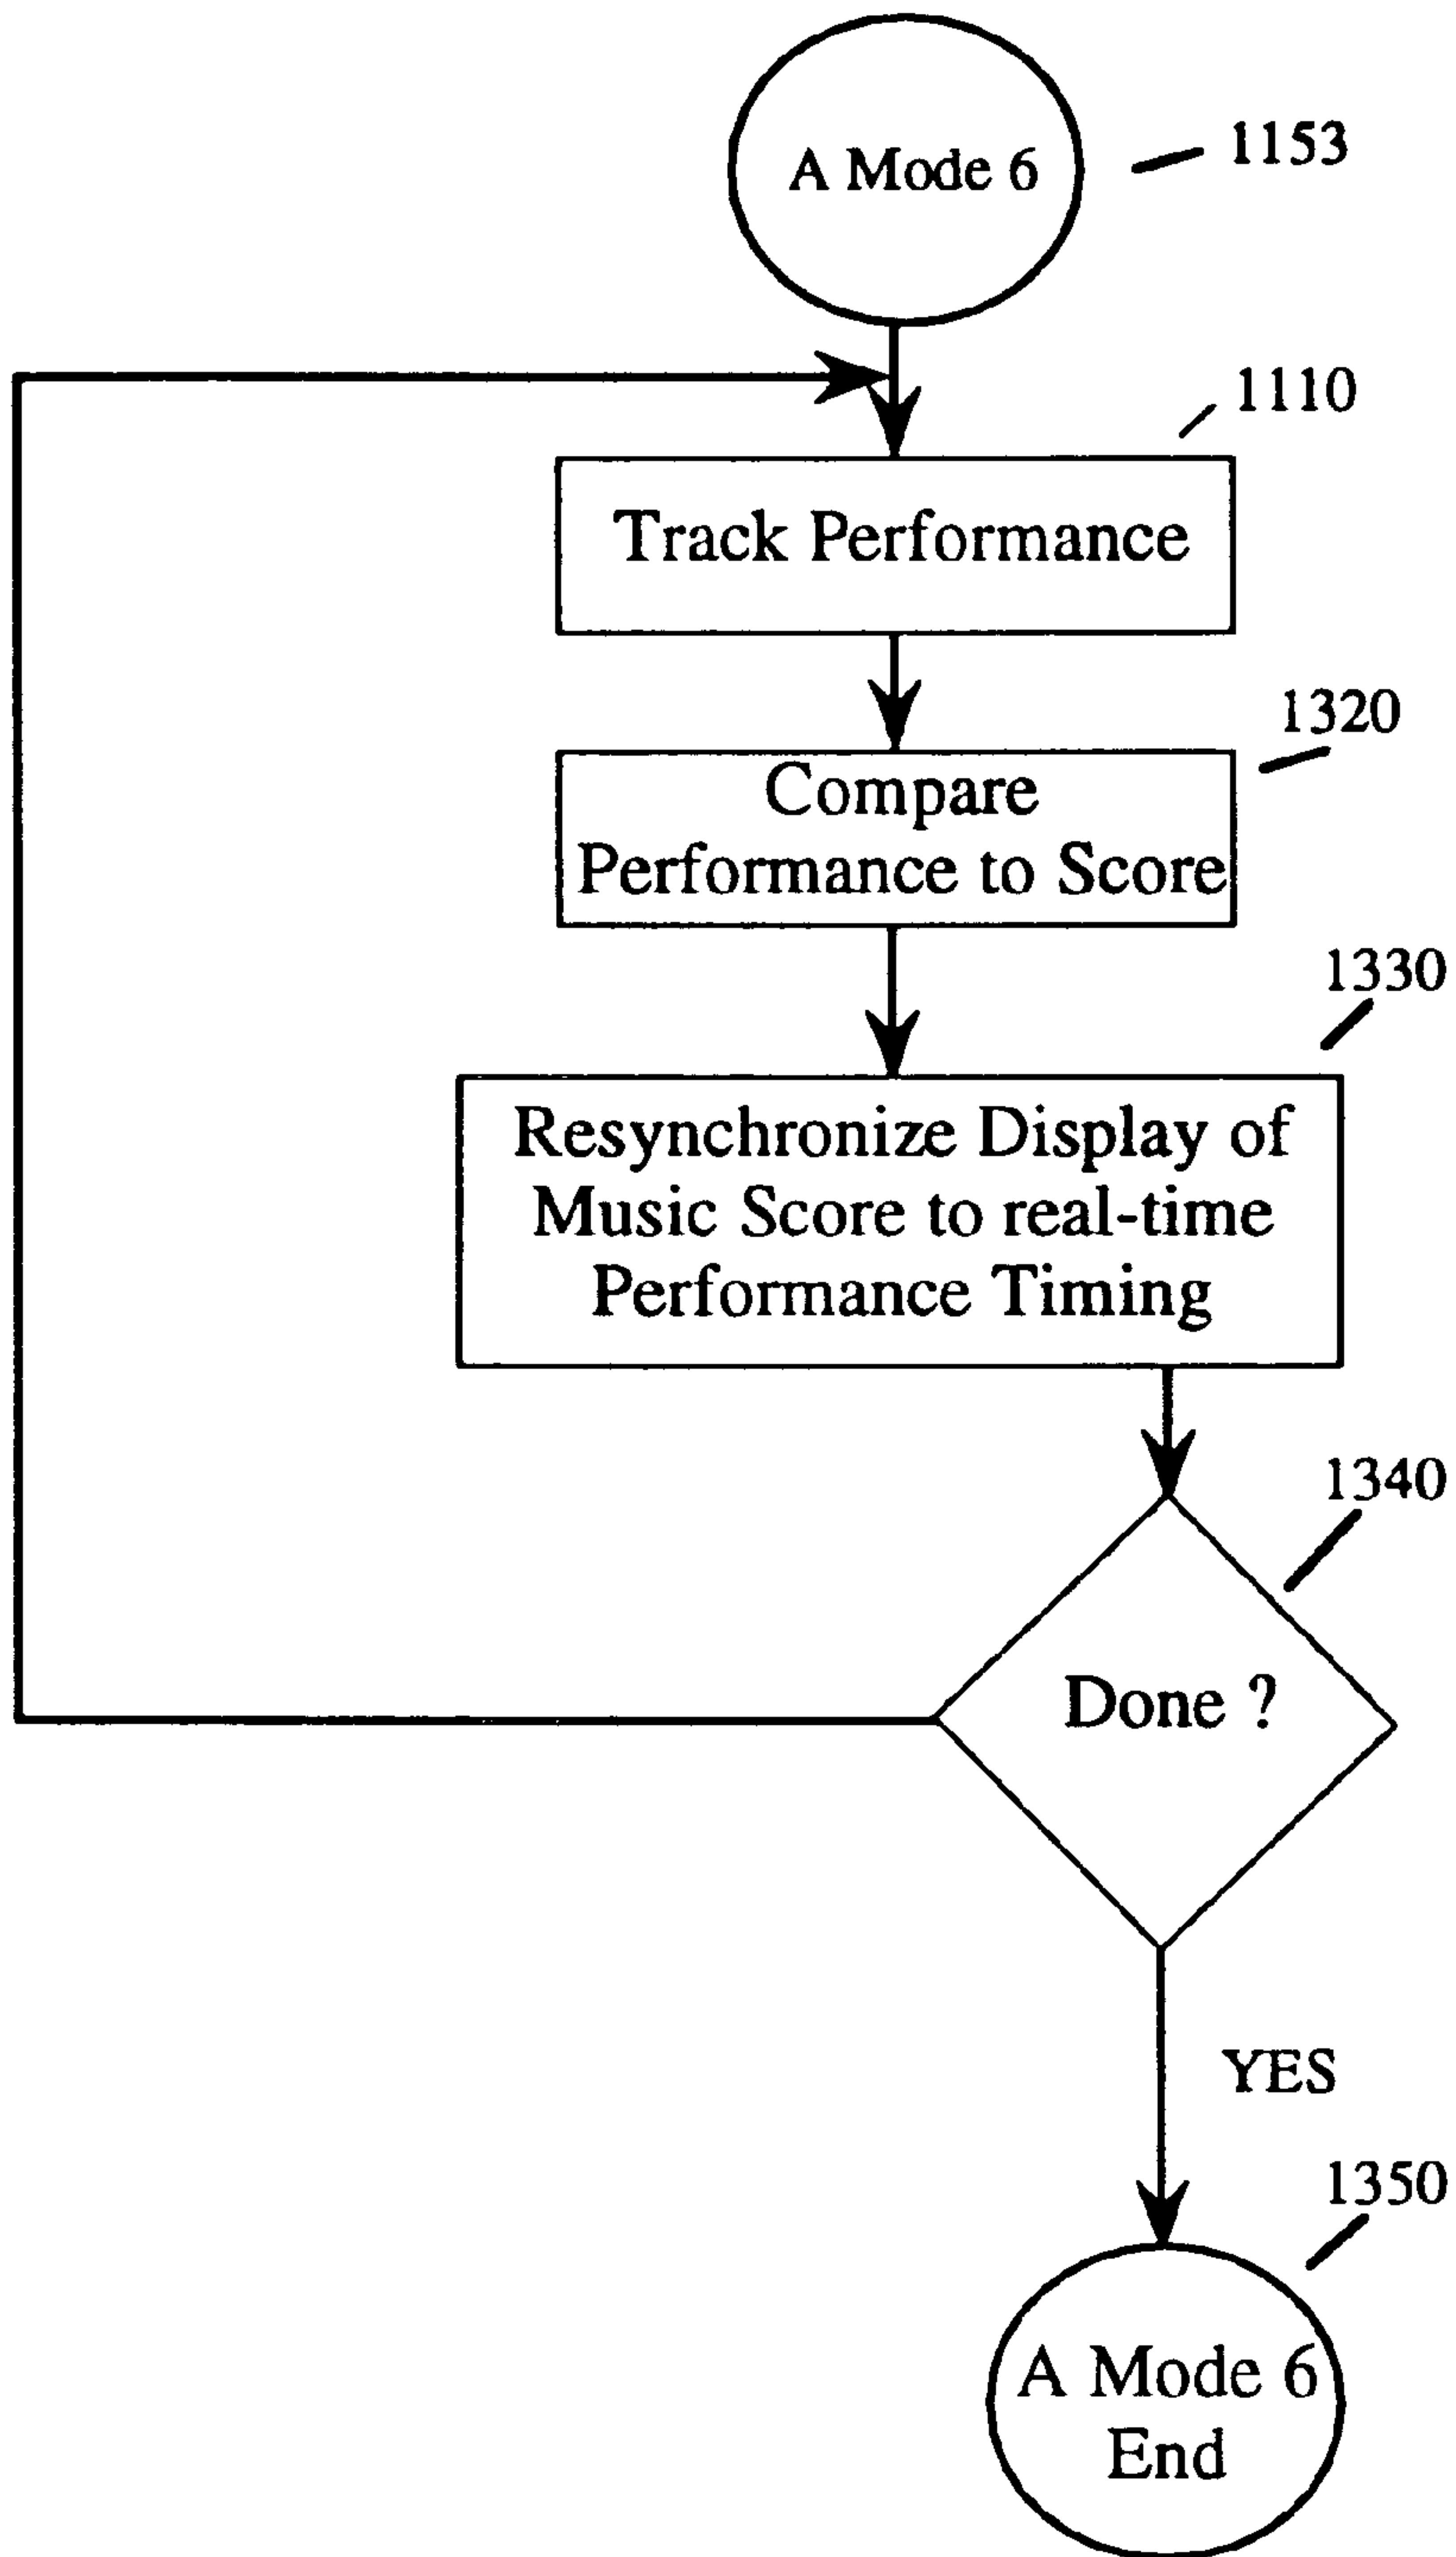 A Mode 6
1153
1110
Track Performance
1320
Compare
Performance to Score
1330
Resynchronize Display of
Music Score to real-time
Performance Timing
1340
Done ?
YES
1350
A Mode 6
End